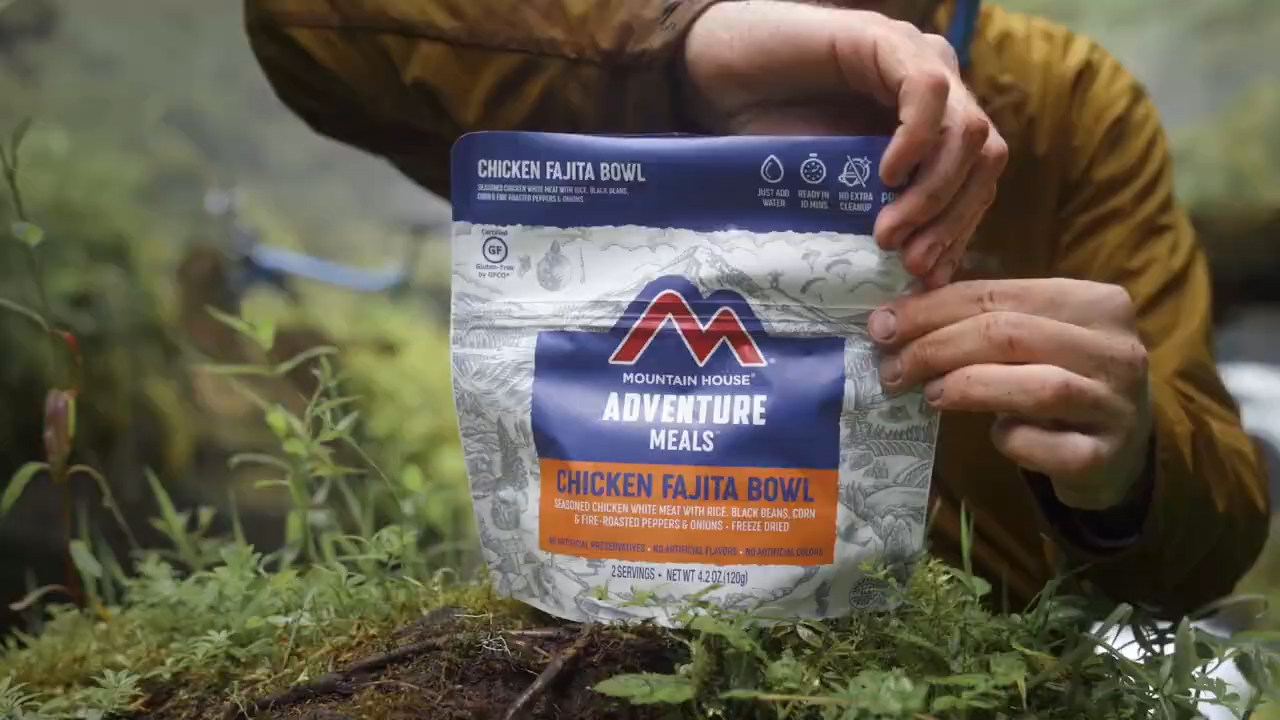 CHICKEN FAJITA BOWL
SEASONED CHICKEN WHITE MEAT WITH RICE, BLACK BEANS,
CORN & FIRE-ROASTED PEPPERS & ONIONS
JUST ADD
WATER
READY IN
10 MINS.
NO EXTRA
CLEANUP
Certified
GF
Gluten-Free
by GFCO
MOUNTAIN HOUSE®
ADVENTURE
MEALS™
CHICKEN FAJITA BOWL
SEASONED CHICKEN WHITE MEAT WITH RICE, BLACK BEANS, CORN
& FIRE-ROASTED PEPPERS & ONIONS • FREEZE DRIED
NO ARTIFICIAL PRESERVATIVES • NO ARTIFICIAL FLAVORS • NO ARTIFICIAL COLORS
2 SERVINGS • NET WT 4.2 OZ (120g)